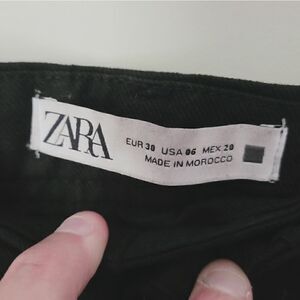 ZARA
EUR 38 USA 06 MEX 28
MADE IN MOROCCO